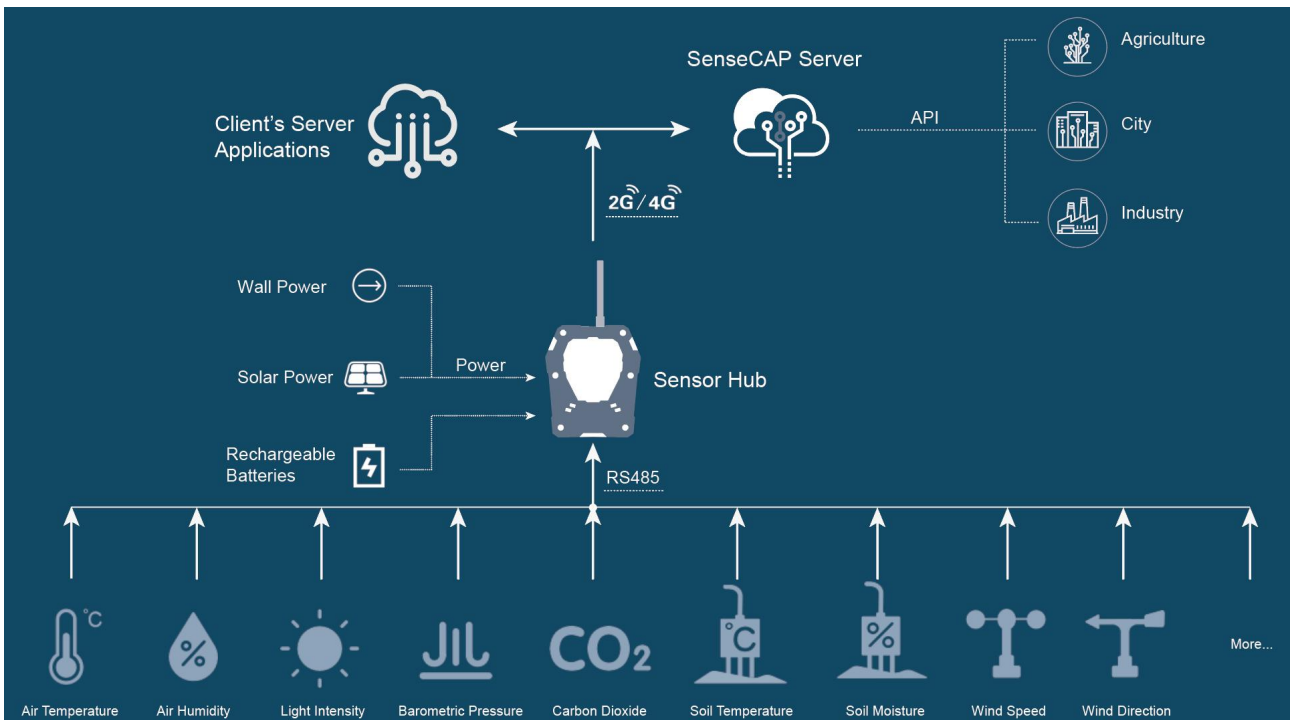 SenseCAP Server
Client's Server
Applications
API
Agriculture
City
Industry
2G/4G
Wall Power
Solar Power
Power
Rechargeable
Batteries
Sensor Hub
RS485
°C
%
CO₂
°C
%
More...
Air Temperature
Air Humidity
Light Intensity
Barometric Pressure
Carbon Dioxide
Soil Temperature
Soil Moisture
Wind Speed
Wind Direction